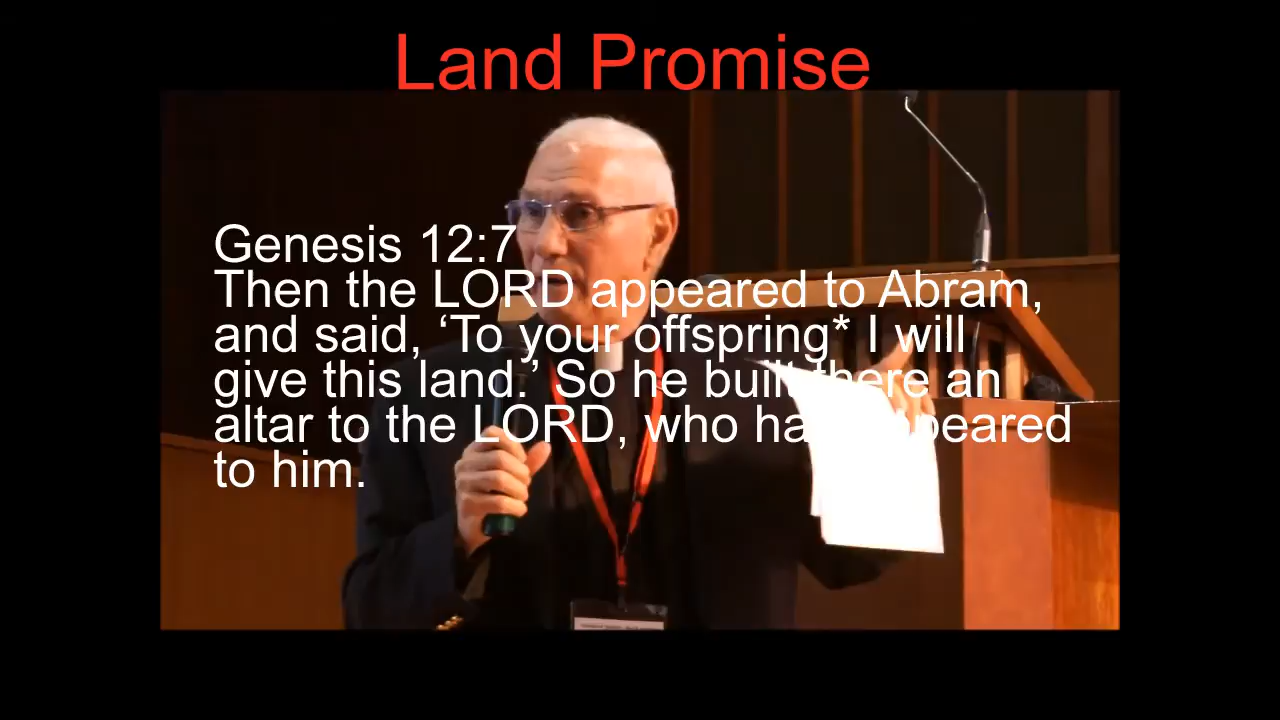 Land Promise
Genesis 12:7
Then the LORD appeared to Abram,
and said, ‘To your offspring* I will
give this land.’ So he built there an
altar to the LORD, who had appeared
to him.